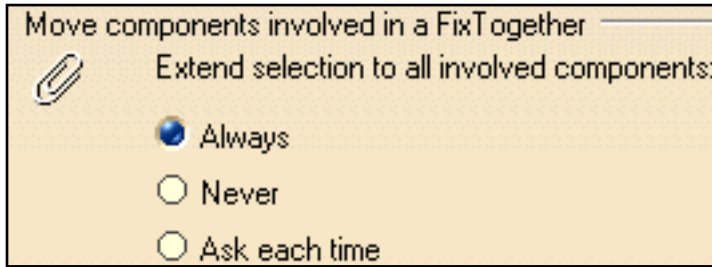 Move components involved in a FixTogether
Extend selection to all involved components:
Always
Never
Ask each time